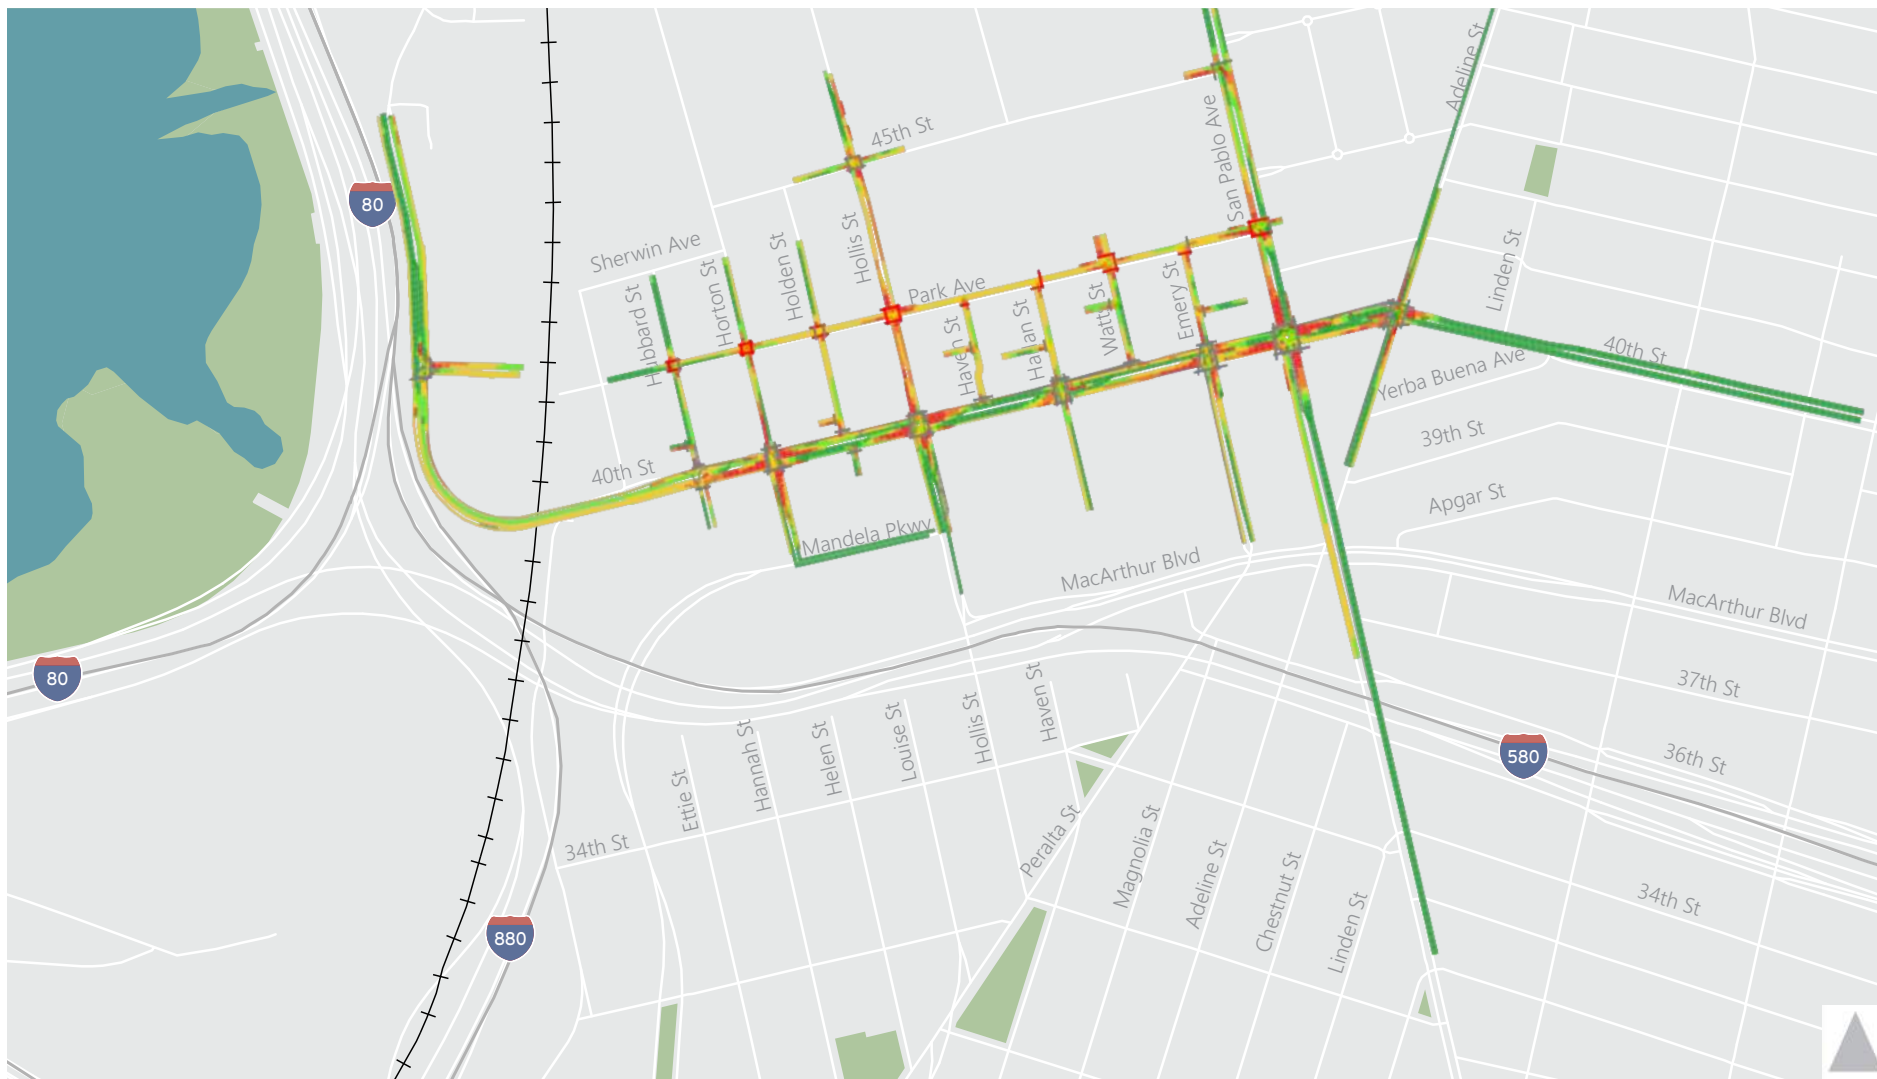 Adeline St
45th St
San Pablo Ave
80
Hollis St
Sherwin Ave
Horton St
Holden St
Hubbard St
Park Ave
Haven St
Harlan St
Watts St
Emery St
Linden St
40th St
Yerba Buena Ave
39th St
40th St
Apgar St
Mandela Pkwy
MacArthur Blvd
MacArthur Blvd
80
37th St
Haven St
Hollis St
Louise St
Helen St
Hannah St
Ettie St
580
36th St
34th St
Peralta St
Magnolia St
Adeline St
Chestnut St
Linden St
34th St
880